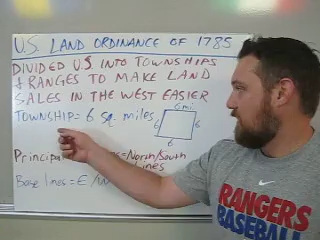 U.S. LAND ORDINANCE OF 1785
DIVIDED U.S. INTO TOWNSHIPS
& RANGES TO MAKE LAND
SALES IN THE WEST EASIER
TOWNSHIP = 6 sq. miles
6 mi
6 6
6
Principal =North/South
Lines
Base lines = E/W
RANGERS
BASEBALL